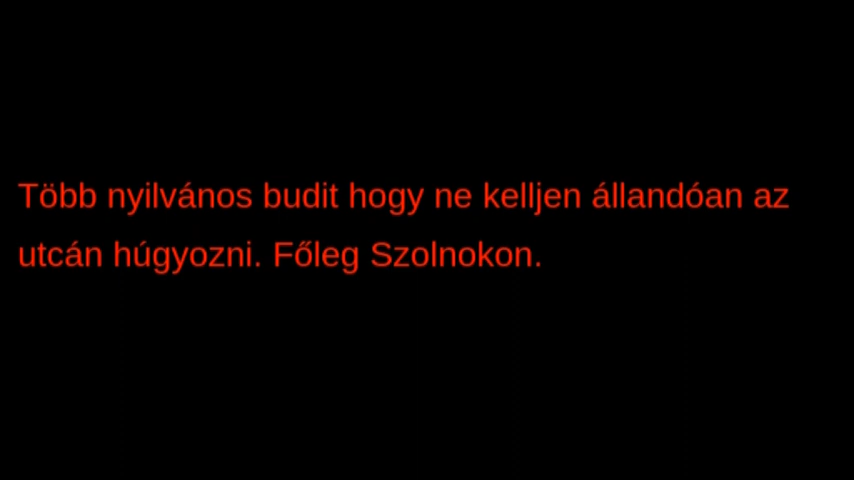 Több nyilvános budit hogy ne kelljen állandóan az
utcán húgyozni. Főleg Szolnokon.